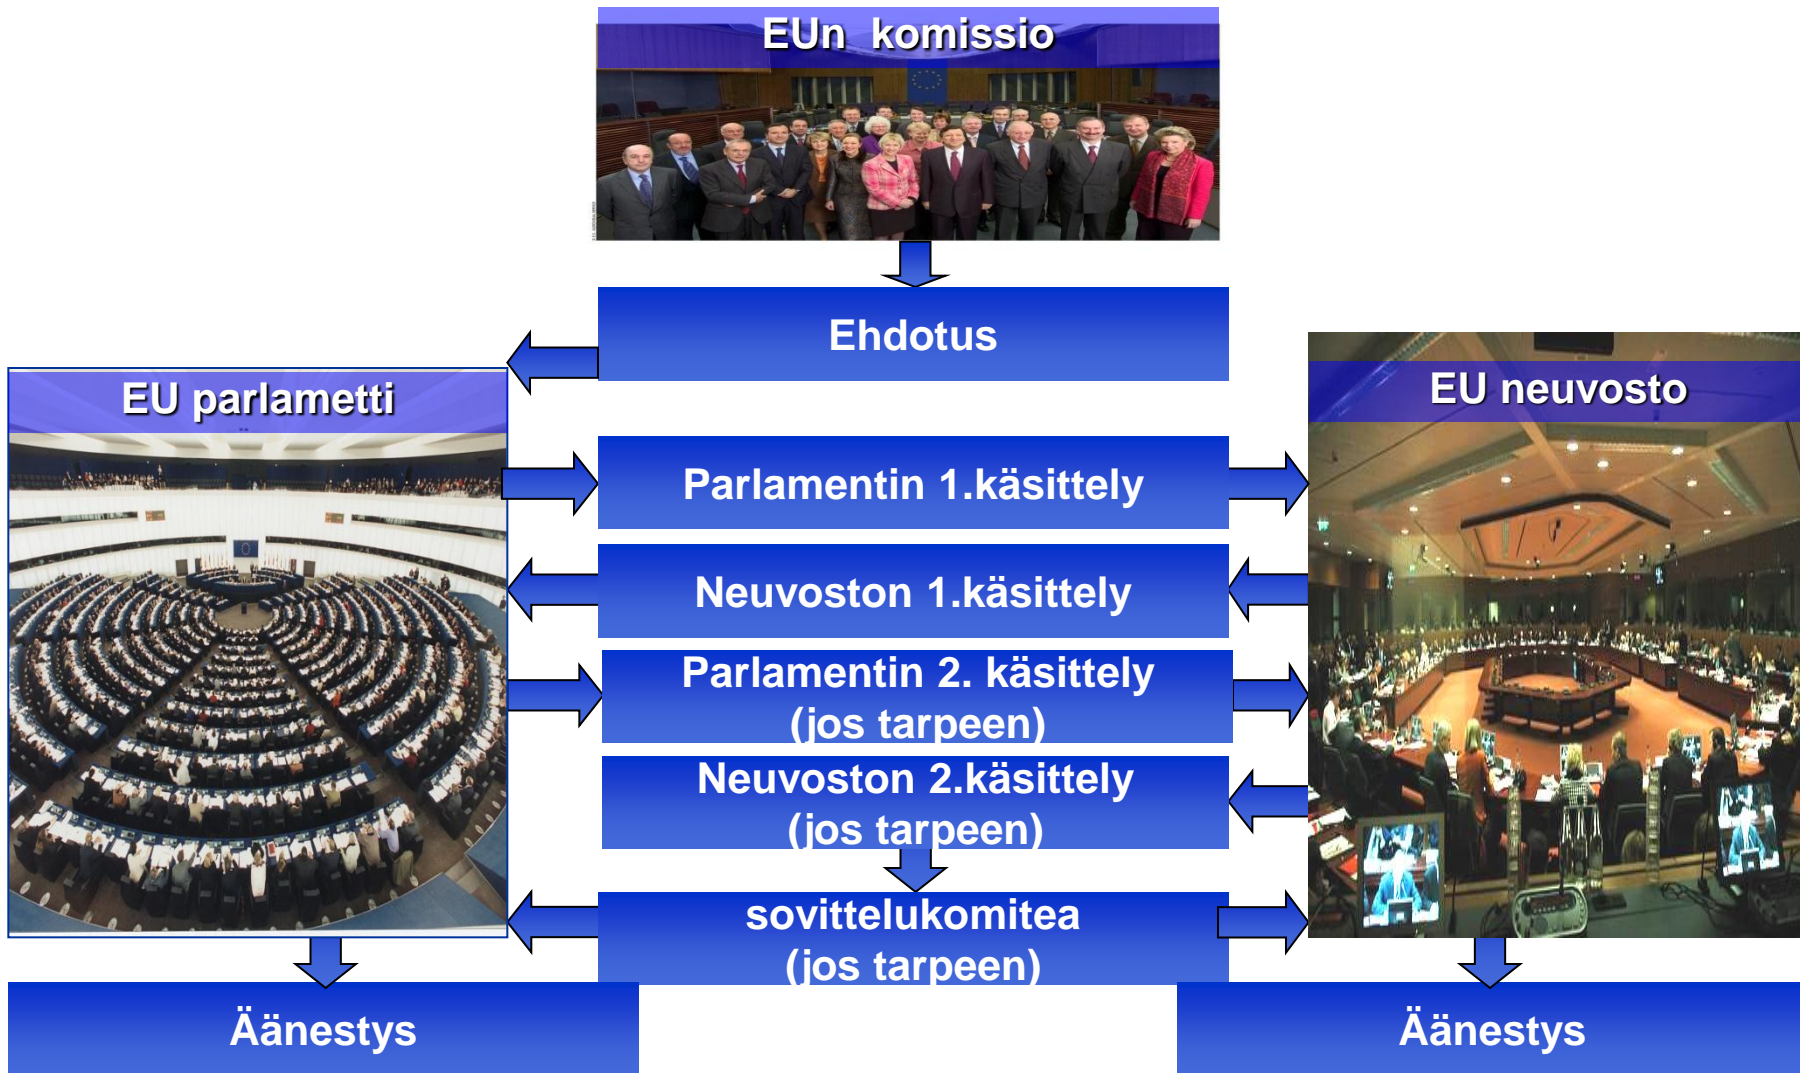 EUn komissio
Ehdotus
EU parlametti
EU neuvosto
Parlamentin 1.käsittely
Neuvoston 1.käsittely
Parlamentin 2. käsittely
(jos tarpeen)
Neuvoston 2.käsittely
(jos tarpeen)
sovittelukomitea
(jos tarpeen)
Äänestys
Äänestys